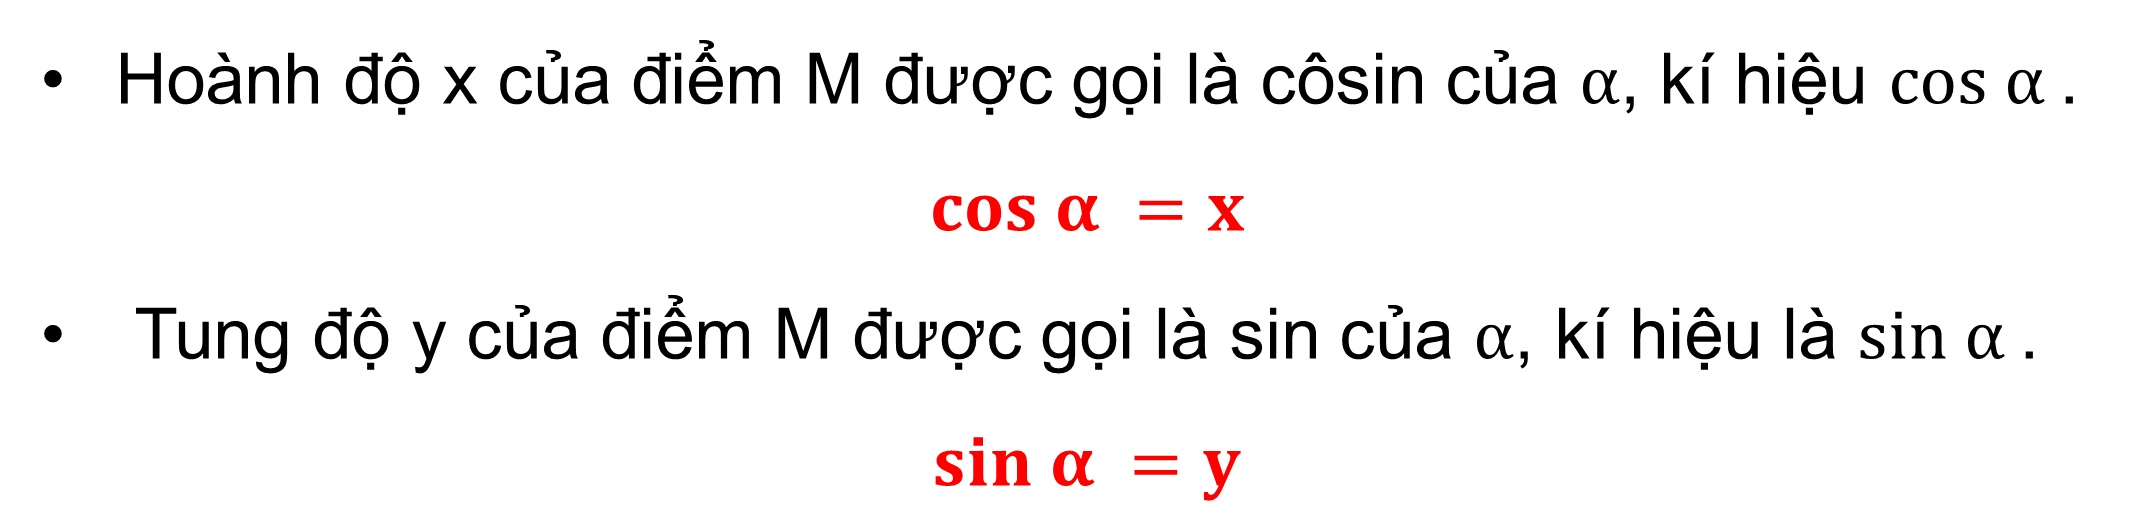 • Hoành độ x của điểm M được gọi là côsin của α, kí hiệu cos α .
cos α = x
• Tung độ y của điểm M được gọi là sin của α, kí hiệu là sin α .
sin α = y